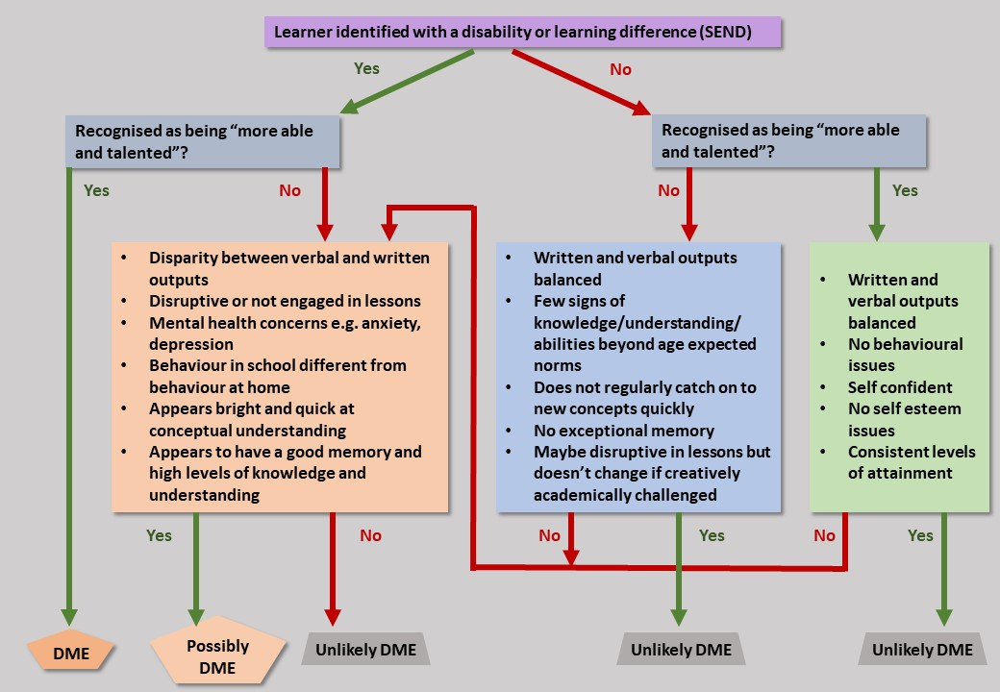 Learner identified with a disability or learning difference (SEND)
Yes
No
Recognised as being “more able
and talented”?
Recognised as being “more able
and talented”?
Yes
No
No
Yes
• Disparity between verbal and written
outputs
• Disruptive or not engaged in lessons
• Mental health concerns e.g. anxiety,
depression
• Behaviour in school different from
behaviour at home
• Appears bright and quick at
conceptual understanding
• Appears to have a good memory and
high levels of knowledge and
understanding
• Written and verbal outputs
balanced
• Few signs of
knowledge/understanding/
abilities beyond age expected
norms
• Does not regularly catch on to
new concepts quickly
• No exceptional memory
• Maybe disruptive in lessons but
doesn’t change if creatively
academically challenged
• Written and
verbal outputs
balanced
• No behavioural
issues
• Self confident
• No self esteem
issues
• Consistent levels
of attainment
Yes
No
No
Yes
No
Yes
DME
Possibly
DME
Unlikely DME
Unlikely DME
Unlikely DME